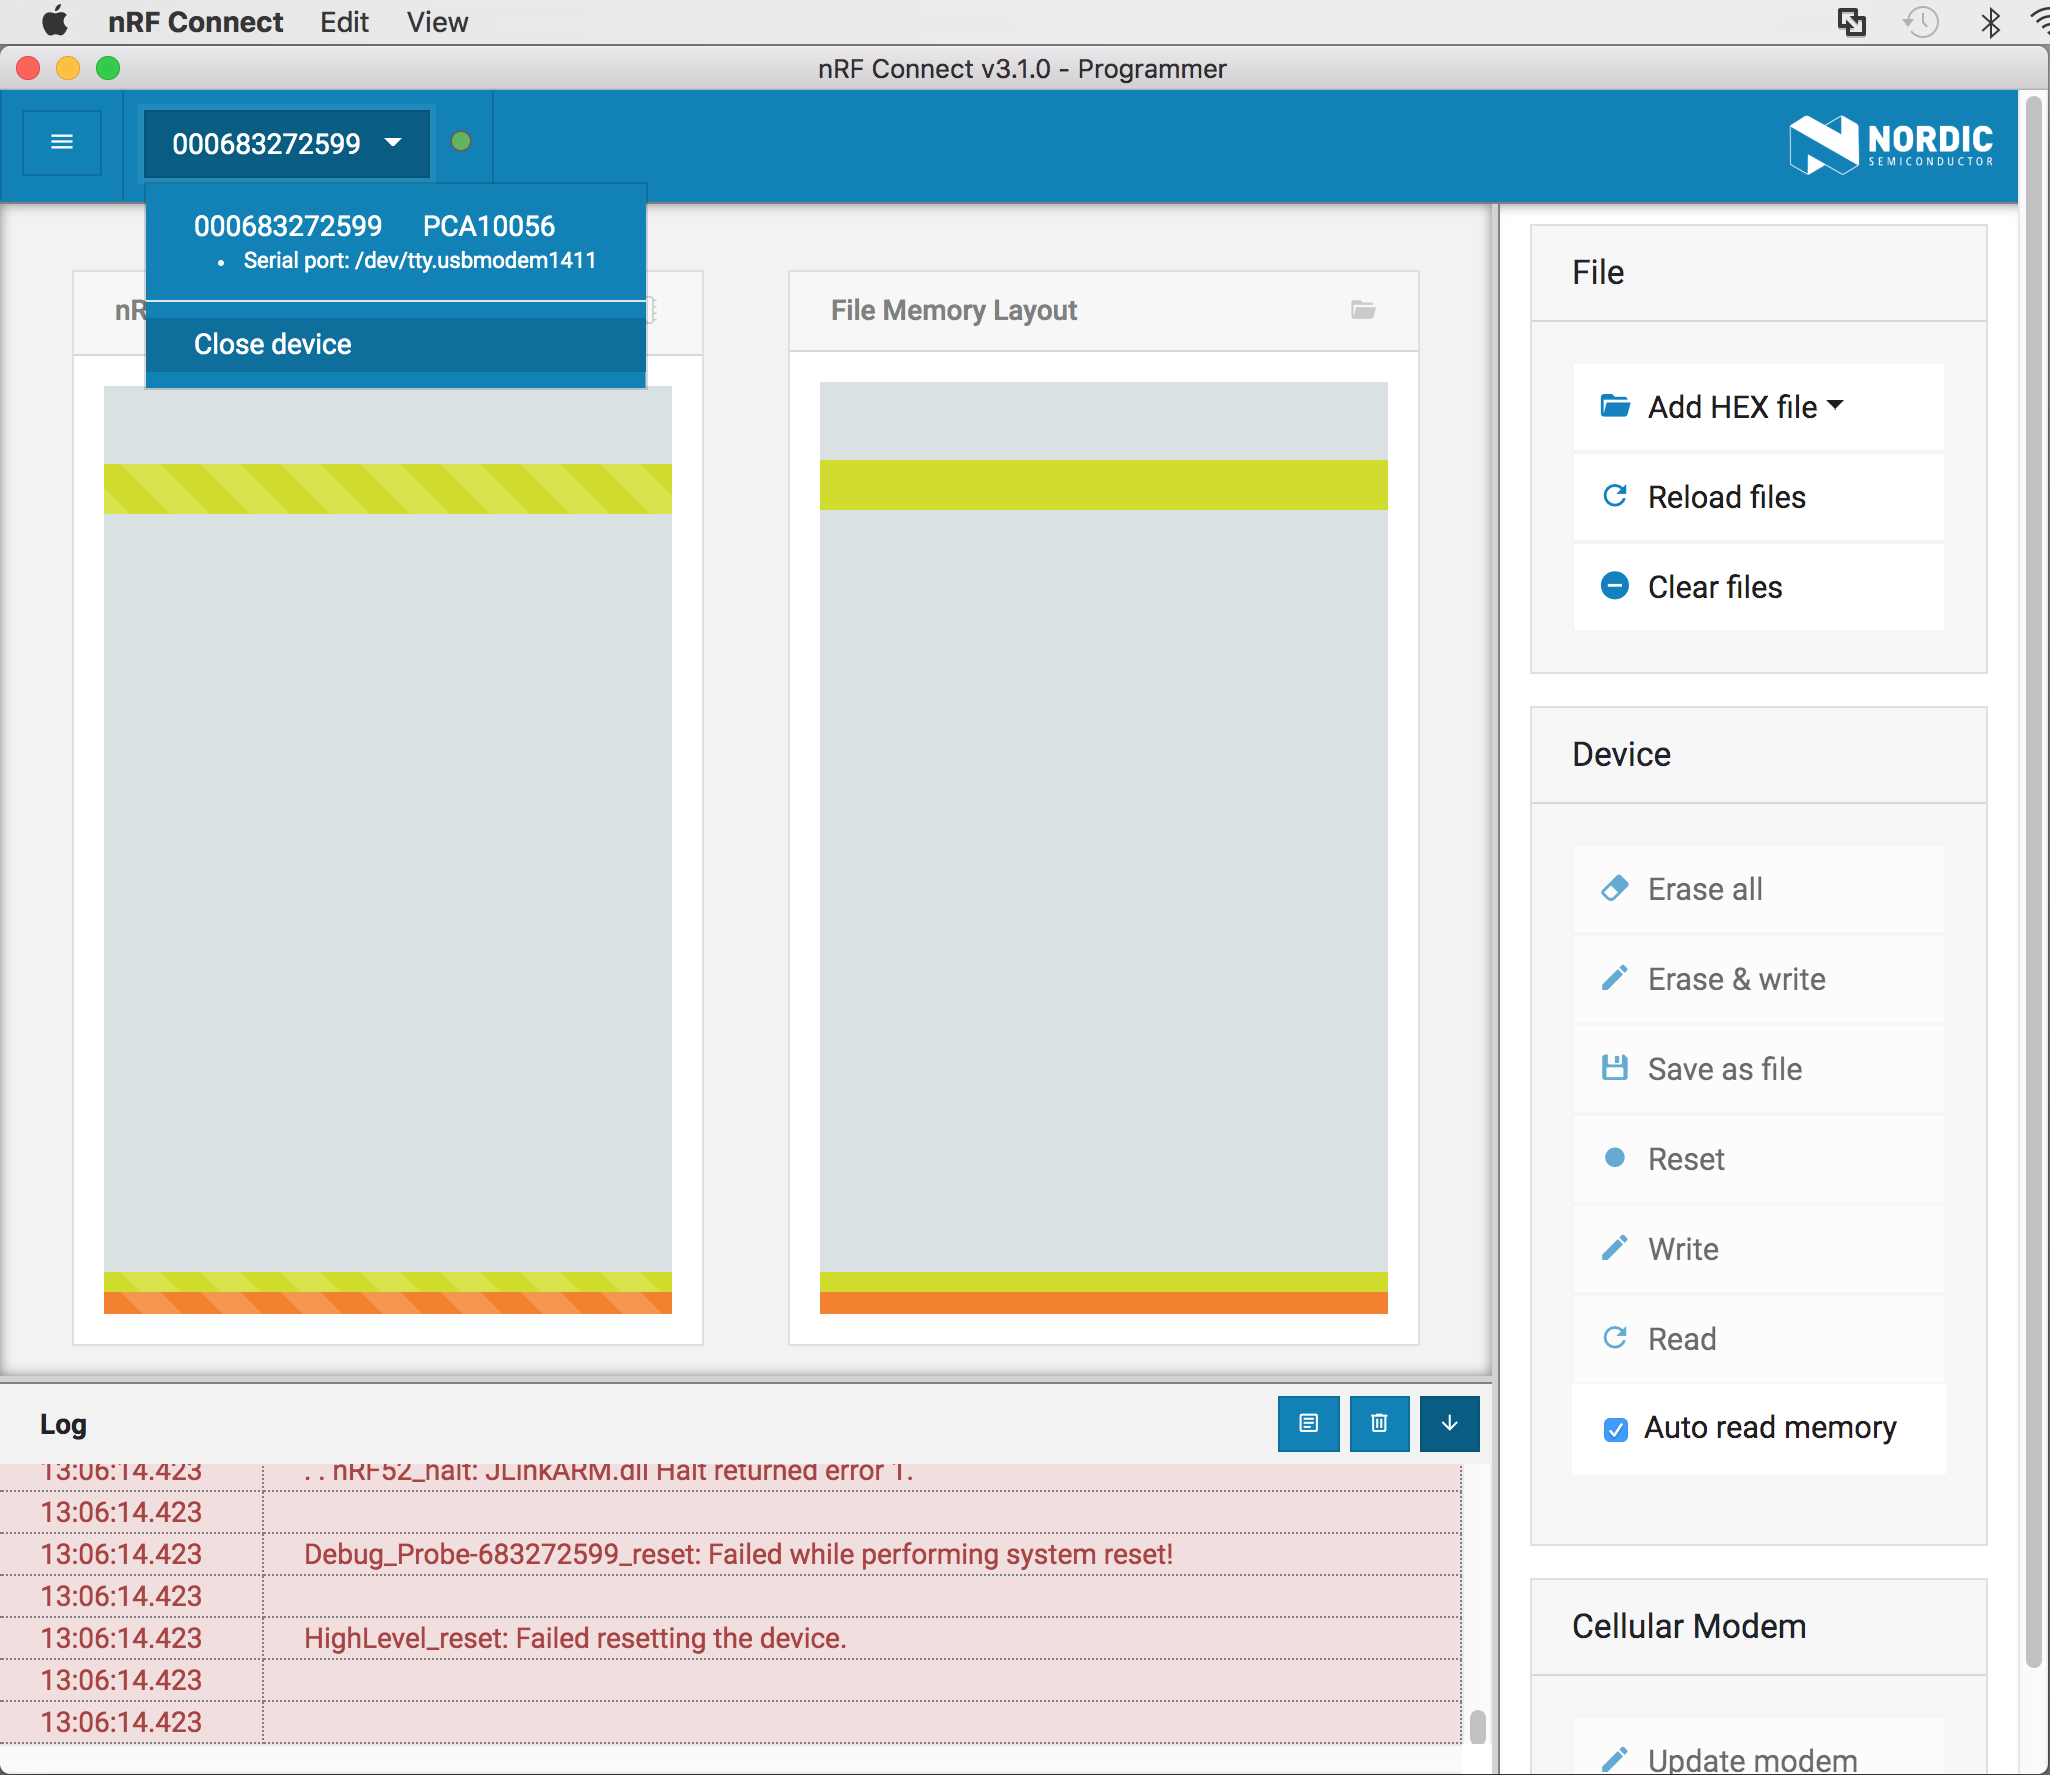 nRF Connect Edit View
nRF Connect v3.1.0 - Programmer
000683272599
NORDIC
SEMICONDUCTOR
000683272599 PCA10056
• Serial port: /dev/tty.usbmodem1411
Close device
nR
File Memory Layout
File
Add HEX file
Reload files
Clear files
Device
Erase all
Erase & write
Save as file
Reset
Write
Read
Auto read memory
Cellular Modem
Update modem
Log
13:06:14.423 . . nRF52_halt: JLinkARM.dll Halt returned error 1.
13:06:14.423
13:06:14.423 Debug_Probe-683272599_reset: Failed while performing system reset!
13:06:14.423
13:06:14.423 HighLevel_reset: Failed resetting the device.
13:06:14.423
13:06:14.423